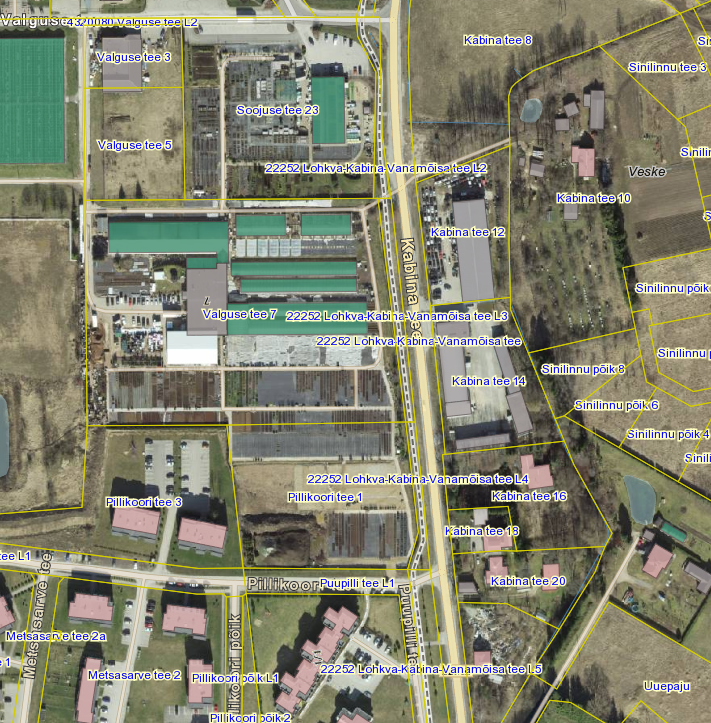 Valguse
4320080 Valguse tee L2
Kabina tee 8
Valguse tee 3
Sinilinnu tee 3
Soojuse tee 23
Valguse tee 5
22252 Lohkva-Kabina-Vanamõisa tee L2
Veske
Kabina tee 10
Kabina tee 12
Kabina tee
Sinilinnu põik
7
Valguse tee 7
22252 Lohkva-Kabina-Vanamõisa tee L3
22252 Lohkva-Kabina-Vanamõisa tee
Kabina tee 14
Sinilinnu põik 8
Sinilinnu p
Sinilinnu põik 6
Sinilinnu põik 4
Pillikoori tee 3
Pillikoori tee 1
22252 Lohkva-Kabina-Vanamõisa tee L4
Kabina tee 16
Kabina tee 18
tee L1
Pillikoor
Puupilli tee L1
Kabina tee 20
Metsasarve tee
Metsasarve tee 2a
Metsasarve tee 2
Pillikoori põik L1
Pillikoori põik 2
22252 Lohkva-Kabina-Vanamõisa tee L5
Uuepaju